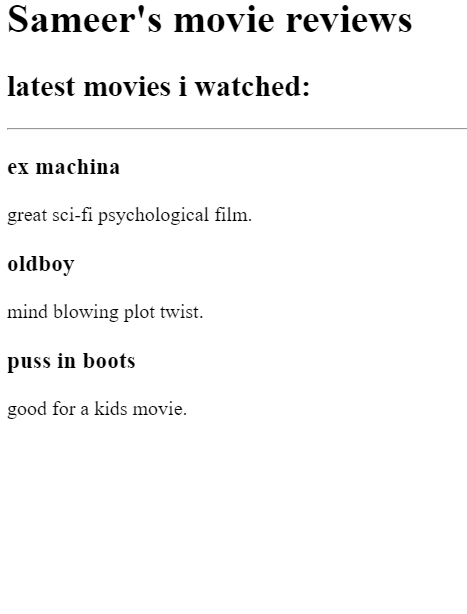 Sameer's movie reviews
latest movies i watched:
ex machina
great sci-fi psychological film.
oldboy
mind blowing plot twist.
puss in boots
good for a kids movie.